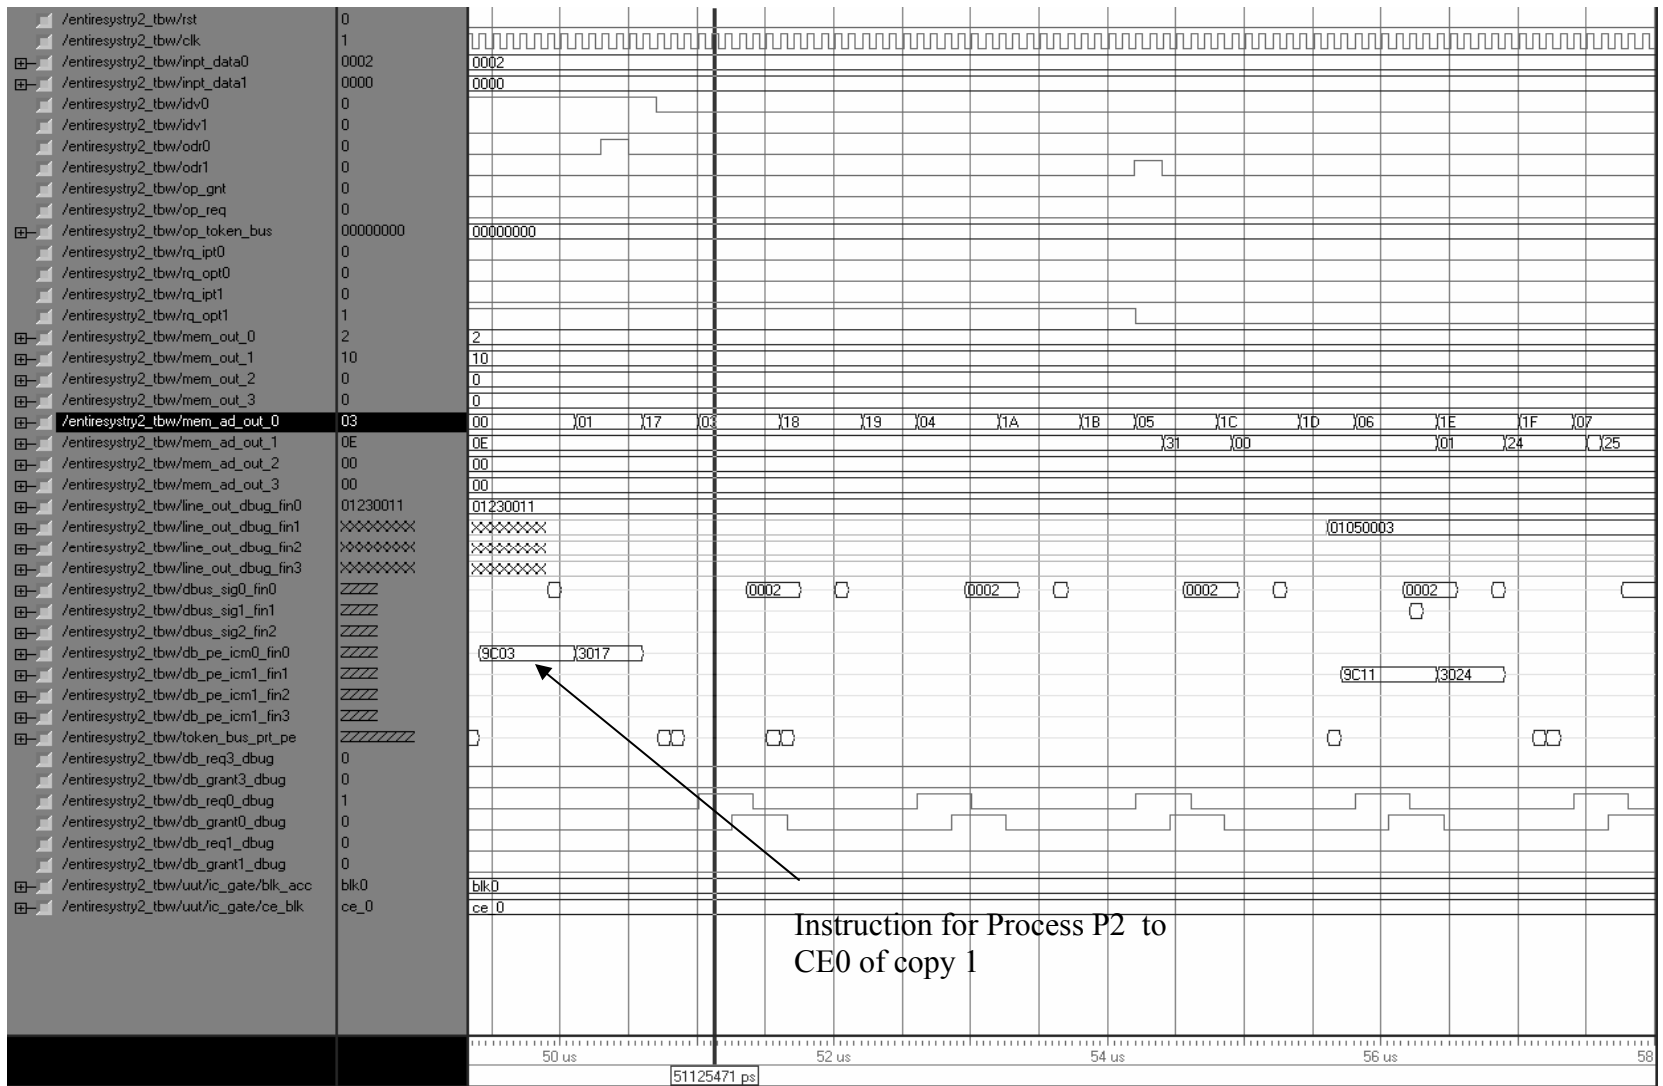 /entiresystry2_tbw/rst 0
/entiresystry2_tbw/clk 1
/entiresystry2_tbw/inpt_data0 0002 0002
/entiresystry2_tbw/inpt_data1 0000 0000
/entiresystry2_tbw/idv0 0
/entiresystry2_tbw/idv1 0
/entiresystry2_tbw/odr0 0
/entiresystry2_tbw/odr1 0
/entiresystry2_tbw/op_gnt 0
/entiresystry2_tbw/op_req 0
/entiresystry2_tbw/op_token_bus 00000000 00000000
/entiresystry2_tbw/rq_ipt0 0
/entiresystry2_tbw/rq_opt0 0
/entiresystry2_tbw/rq_ipt1 0
/entiresystry2_tbw/rq_opt1 1
/entiresystry2_tbw/mem_out_0 2 2
/entiresystry2_tbw/mem_out_1 10 10
/entiresystry2_tbw/mem_out_2 0 0
/entiresystry2_tbw/mem_out_3 0 0
/entiresystry2_tbw/mem_ad_out_0 03 00 01 17 03 18 19 04 1A 1B 05 1C 1D 06 1E 1F 07
/entiresystry2_tbw/mem_ad_out_1 0E 0E 31 00 01 24 25
/entiresystry2_tbw/mem_ad_out_2 00 00
/entiresystry2_tbw/mem_ad_out_3 00 00
/entiresystry2_tbw/line_out_dbug_fin0 01230011 01230011
/entiresystry2_tbw/line_out_dbug_fin1 XXXXXXXX XXXXXXXX 01050003
/entiresystry2_tbw/line_out_dbug_fin2 XXXXXXXX XXXXXXXX
/entiresystry2_tbw/line_out_dbug_fin3 XXXXXXXX XXXXXXXX
/entiresystry2_tbw/dbus_sig0_fin0 ZZZZ 0002 0002 0002 0002
/entiresystry2_tbw/dbus_sig1_fin1 ZZZZ
/entiresystry2_tbw/dbus_sig2_fin2 ZZZZ
/entiresystry2_tbw/db_pe_icm0_fin0 ZZZZ 9C03 3017
/entiresystry2_tbw/db_pe_icm1_fin1 ZZZZ 9C11 3024
/entiresystry2_tbw/db_pe_icm1_fin2 ZZZZ
/entiresystry2_tbw/db_pe_icm1_fin3 ZZZZ
/entiresystry2_tbw/token_bus_prt_pe ZZZZZZZZ
/entiresystry2_tbw/db_req3_dbug 0
/entiresystry2_tbw/db_grant3_dbug 0
/entiresystry2_tbw/db_req0_dbug 1
/entiresystry2_tbw/db_grant0_dbug 0
/entiresystry2_tbw/db_req1_dbug 0
/entiresystry2_tbw/db_grant1_dbug 0
/entiresystry2_tbw/uut/ic_gate/blk_acc blk0 blk0
/entiresystry2_tbw/uut/ic_gate/ce_blk ce_0 ce_0
Instruction for Process P2 to
CE0 of copy 1
50 us 52 us 54 us 56 us 58
51125471 ps